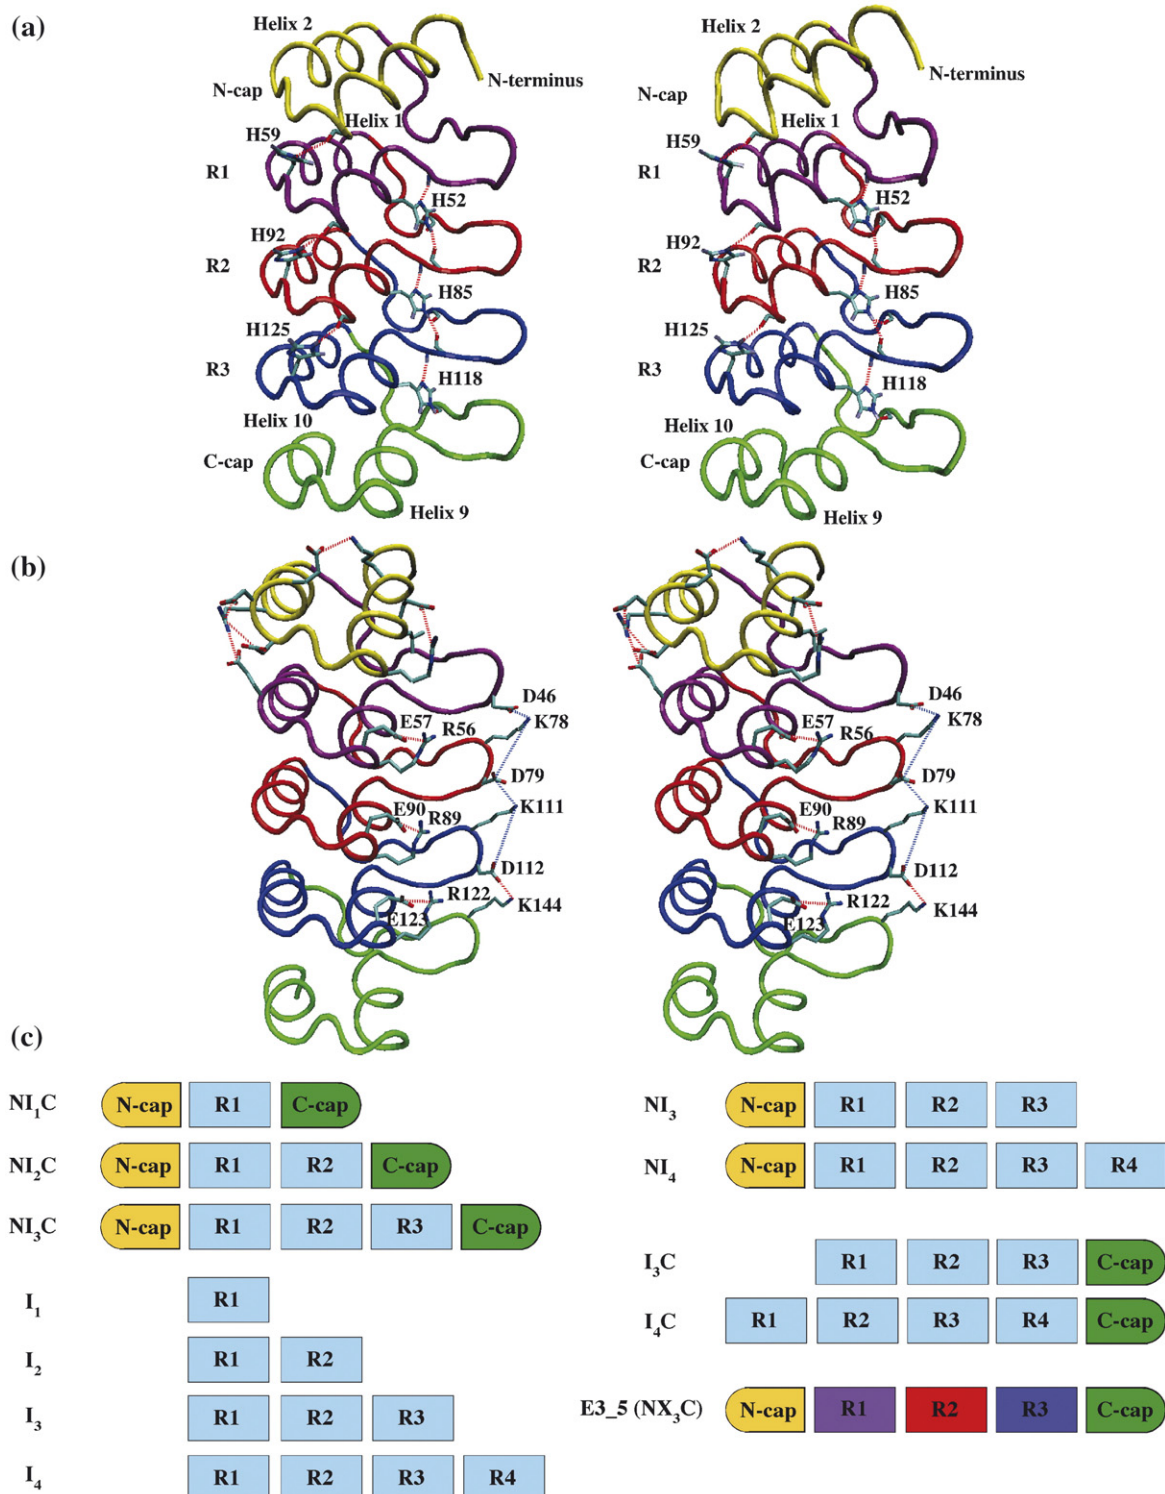 (a)
Helix 2
N-terminus
N-cap
Helix 1
H59
R1
H52
H92
R2
H85
H125
R3
H118
Helix 10
C-cap
Helix 9
Helix 2
N-terminus
N-cap
Helix 1
H59
R1
H52
H92
R2
H85
H125
R3
H118
Helix 10
C-cap
Helix 9
(b)
D46
E57
K78
R56
D79
E90
K111
R89
D112
R122
K144
E123
D46
E57
K78
R56
D79
E90
K111
R89
D112
R122
K144
E123
(c)
NI₁C N-cap R1 C-cap
NI₂C N-cap R1 R2 C-cap
NI₃C N-cap R1 R2 R3 C-cap
I₁ R1
I₂ R1 R2
I₃ R1 R2 R3
I₄ R1 R2 R3 R4
NI₃ N-cap R1 R2 R3
NI₄ N-cap R1 R2 R3 R4
I₃C R1 R2 R3 C-cap
I₄C R1 R2 R3 R4 C-cap
E3_5 (NX₃C) N-cap R1 R2 R3 C-cap